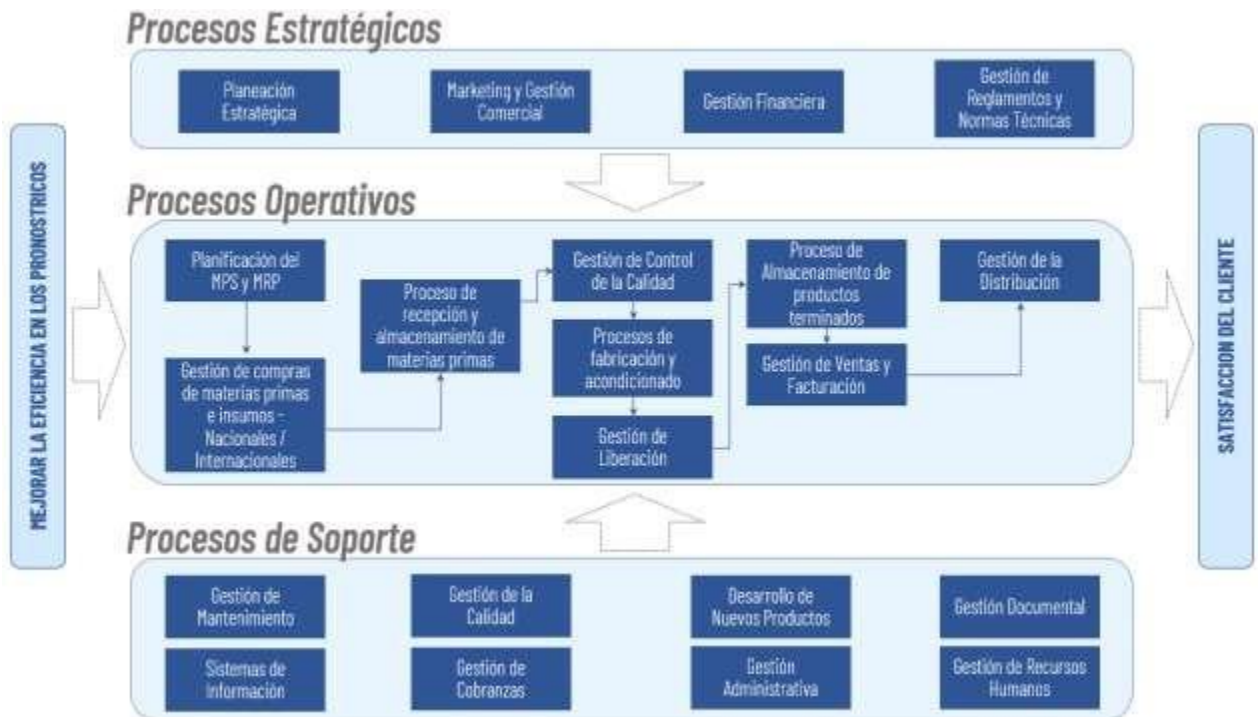 Procesos Estratégicos
Planeación
Estratégica
Marketing y Gestión
Comercial
Gestión Financiera
Gestión de
Reglamentos y
Normas Técnicas
MEJORAR LA EFICIENCIA EN LOS PRONOSTRICOS
Procesos Operativos
Planificación del
MPS y MRP
Gestión de compras
de materias primas
e insumos -
Nacionales /
Internacionales
Proceso de
recepción y
almacenamiento de
materias primas
Gestión de Control
de la Calidad
Procesos de
fabricación y
acondicionado
Gestión de
Liberación
Proceso de
Almacenamiento de
productos
terminados
Gestión de Ventas y
Facturación
Gestión de la
Distribución
SATISFACCION DEL CLIENTE
Procesos de Soporte
Gestión de
Mantenimiento
Gestión de la
Calidad
Desarrollo de
Nuevos Productos
Gestión Documental
Sistemas de
Información
Gestión de
Cobranzas
Gestión
Administrativa
Gestión de Recursos
Humanos